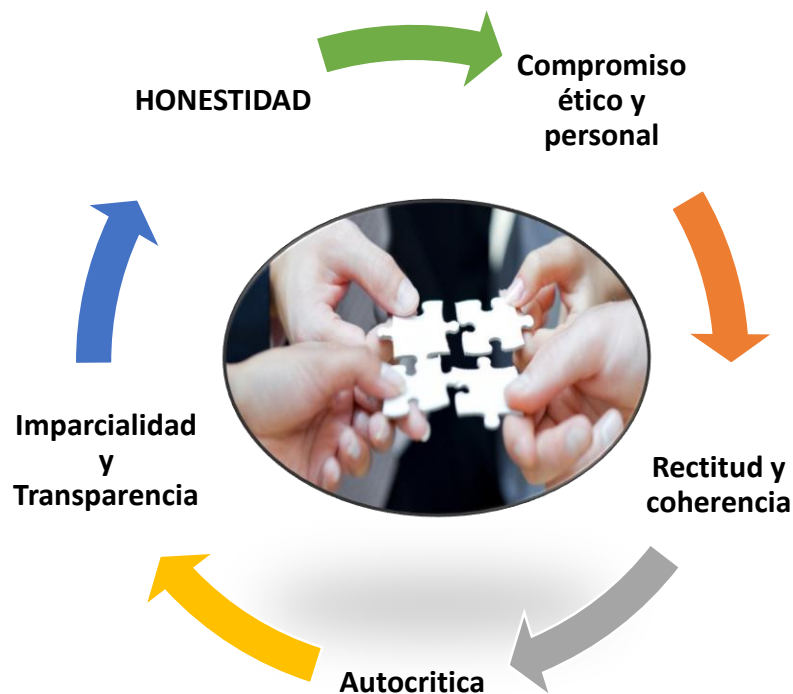 HONESTIDAD
Compromiso
ético y
personal
Rectitud y
coherencia
Autocritica
Imparcialidad
y
Transparencia